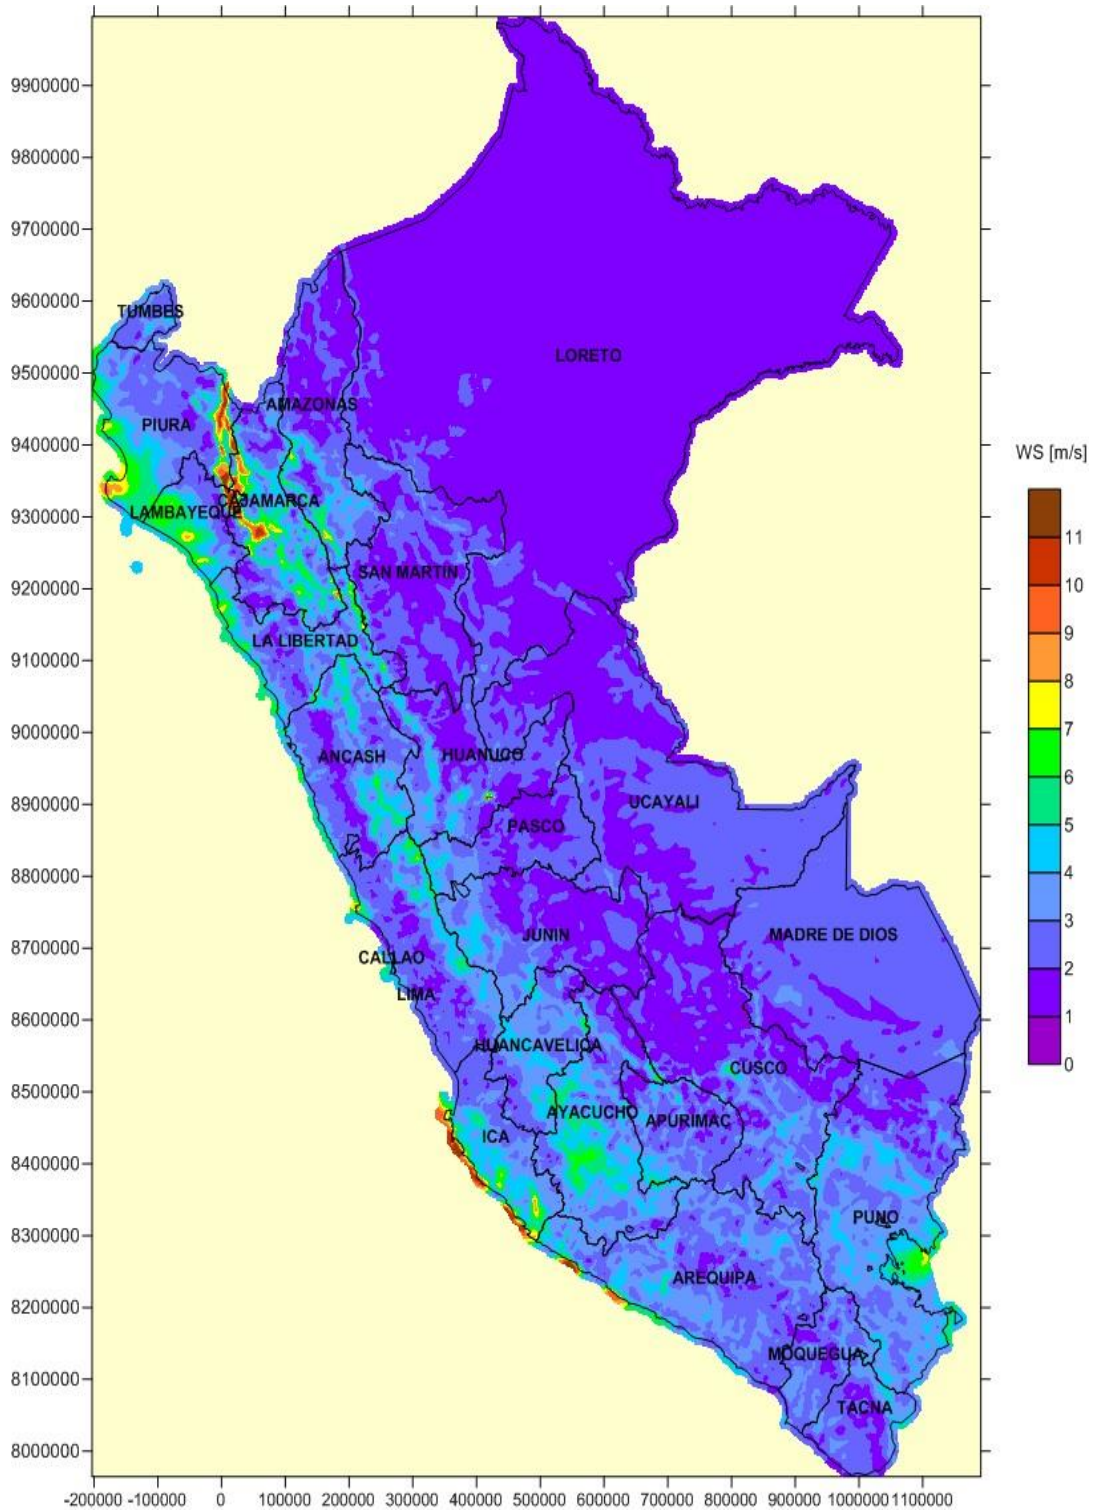 9900000
9800000
9700000
9600000
9500000
9400000
9300000
9200000
9100000
9000000
8900000
8800000
8700000
8600000
8500000
8400000
8300000
8200000
8100000
8000000
-200000 -100000 0 100000 200000 300000 400000 500000 600000 700000 800000 900000 1000000 1100000
TUMBES
LORETO
AMAZONAS
PIURA
CAJAMARCA
LAMBAYEQUE
SAN MARTIN
LA LIBERTAD
ANCASH
HUANUCO
UCAYALI
PASCO
JUNIN
MADRE DE DIOS
CALLAO
LIMA
HUANCAVELICA
CUSCO
AYACUCHO
APURIMAC
ICA
PUNO
AREQUIPA
MOQUEGUA
TACNA
WS [m/s]
11
10
9
8
7
6
5
4
3
2
1
0